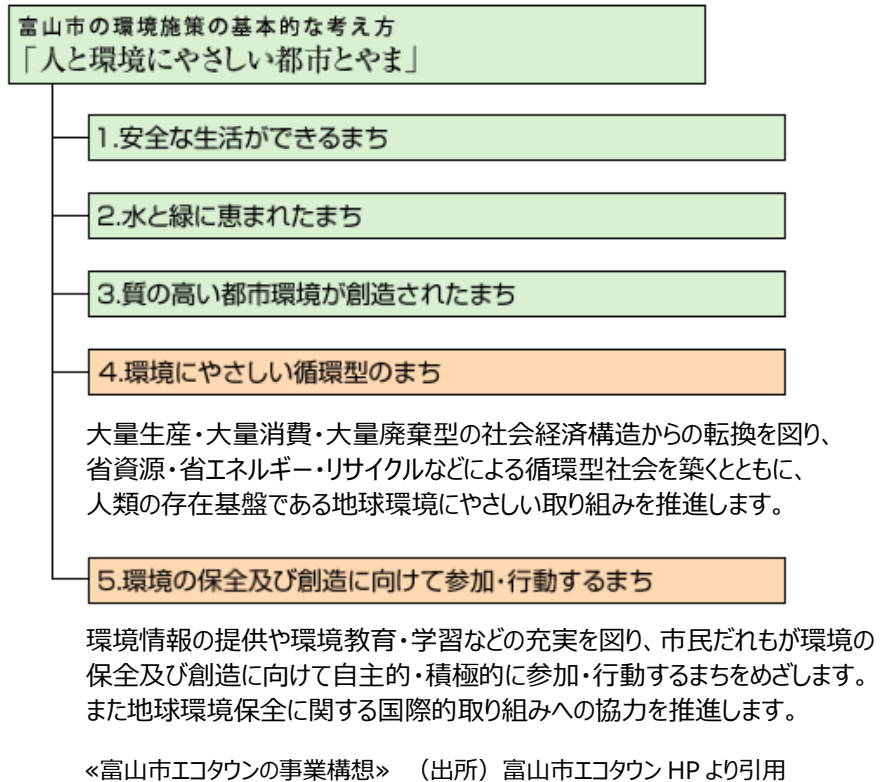 富山市の環境施策の基本的な考え方
「人と環境にやさしい都市とやま」
1.安全な生活ができるまち
2.水と緑に恵まれたまち
3.質の高い都市環境が創造されたまち
4.環境にやさしい循環型のまち
大量生産・大量消費・大量廃棄型の社会経済構造からの転換を図り、
省資源・省エネルギー・リサイクルなどによる循環型社会を築くとともに、
人類の存在基盤である地球環境にやさしい取り組みを推進します。
5.環境の保全及び創造に向けて参加・行動するまち
環境情報の提供や環境教育・学習などの充実を図り、市民だれもが環境の
保全及び創造に向けて自主的・積極的に参加・行動するまちをめざします。
また地球環境保全に関する国際的取り組みへの協力を推進します。
≪富山市エコタウンの事業構想≫　（出所）富山市エコタウン HP より引用